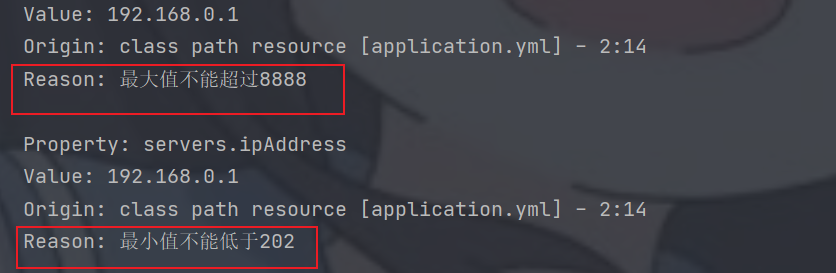 Value: 192.168.0.1
Origin: class path resource [application.yml] - 2:14
Reason: 最大值不能超过8888
Property: servers.ipAddress
Value: 192.168.0.1
Origin: class path resource [application.yml] - 2:14
Reason: 最小值不能低于202